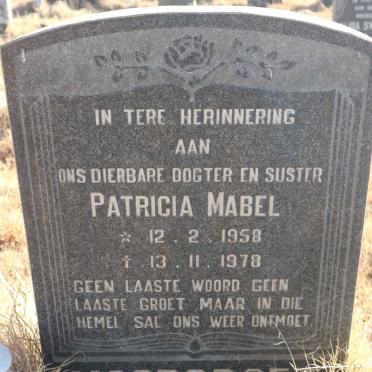 IN TERE HERINNERING
AAN
ONS DIERBARE DOGTER EN SUSTER
PATRICIA MABEL
☆ 12.2.1958
† 13.11.1978
GEEN LAASTE WOORD GEEN
LAASTE GROET MAAR IN DIE
HEMEL SAL ONS WEER ONTMOET.